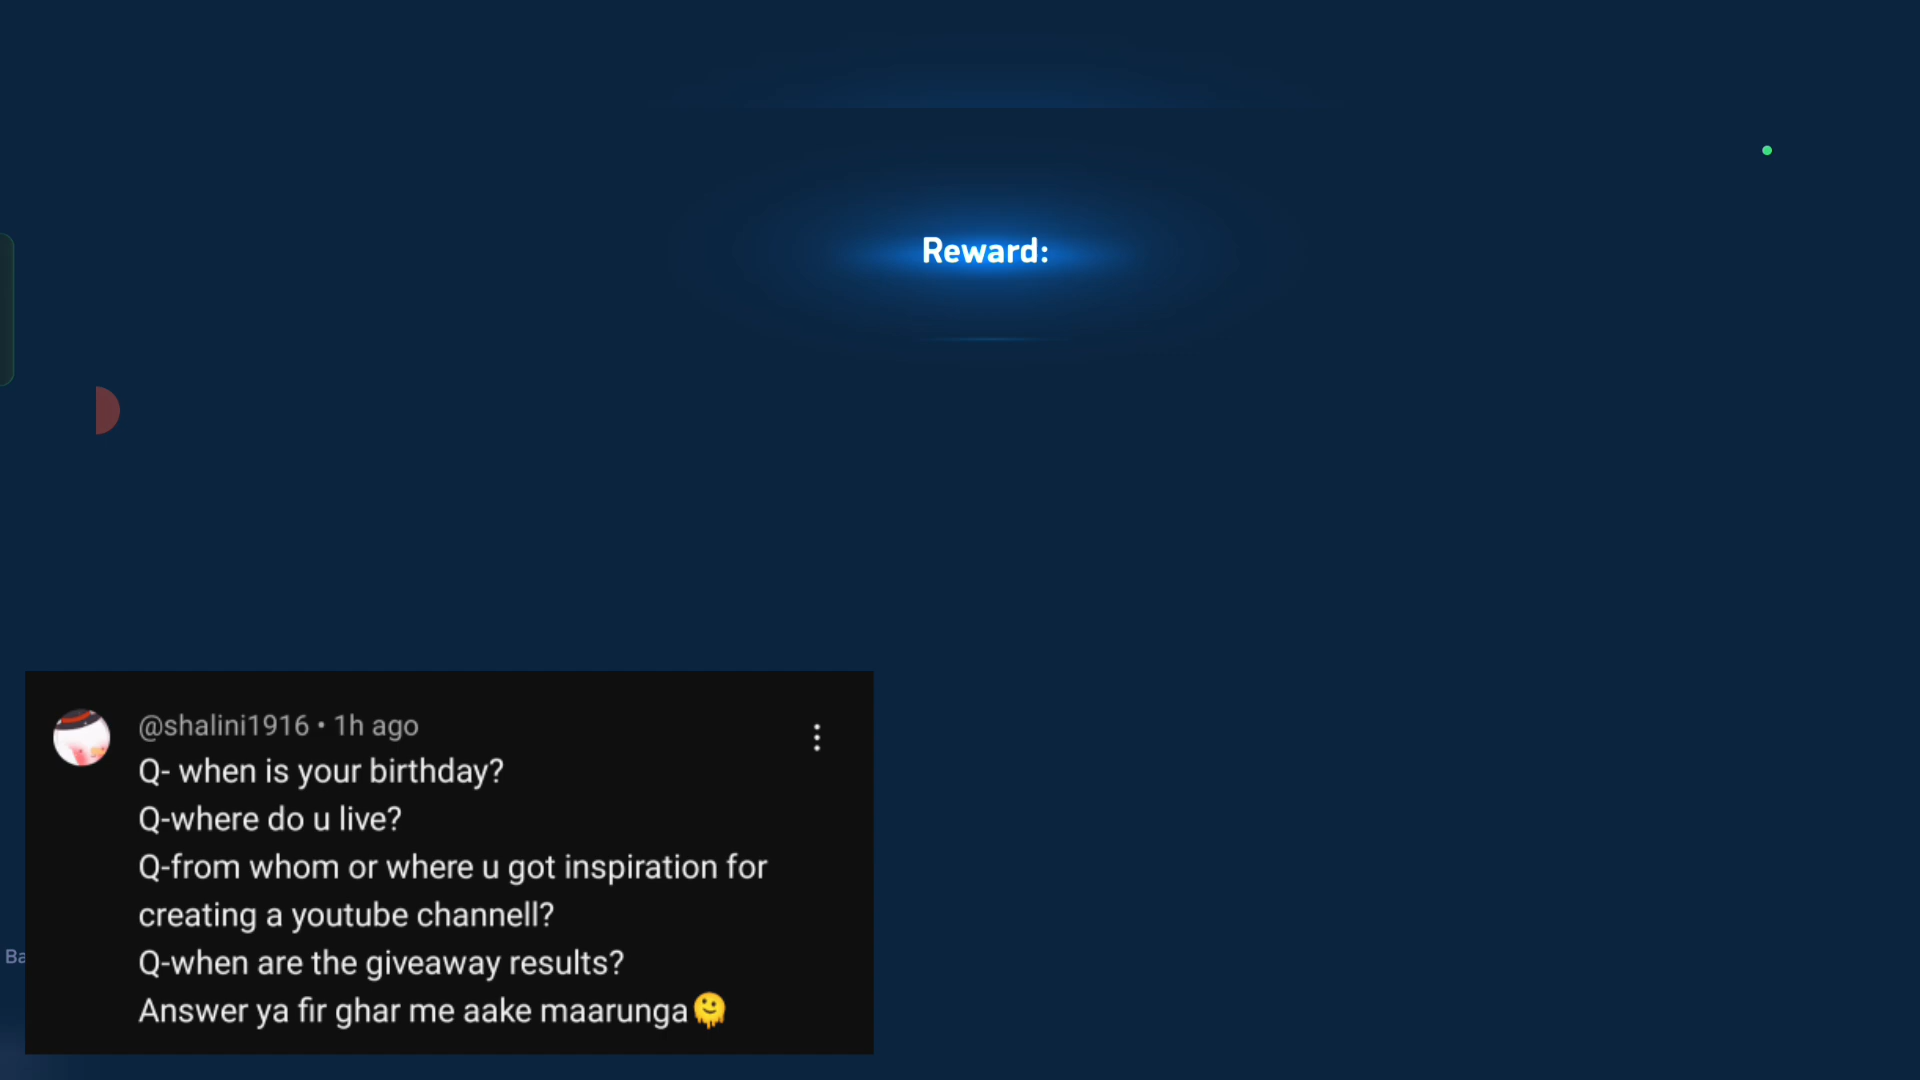 Reward:
@shalini1916 • 1h ago
Q- when is your birthday?
Q-where do u live?
Q-from whom or where u got inspiration for
creating a youtube channell?
Q-when are the giveaway results?
Answer ya fir ghar me aake maarunga🫠
Ba